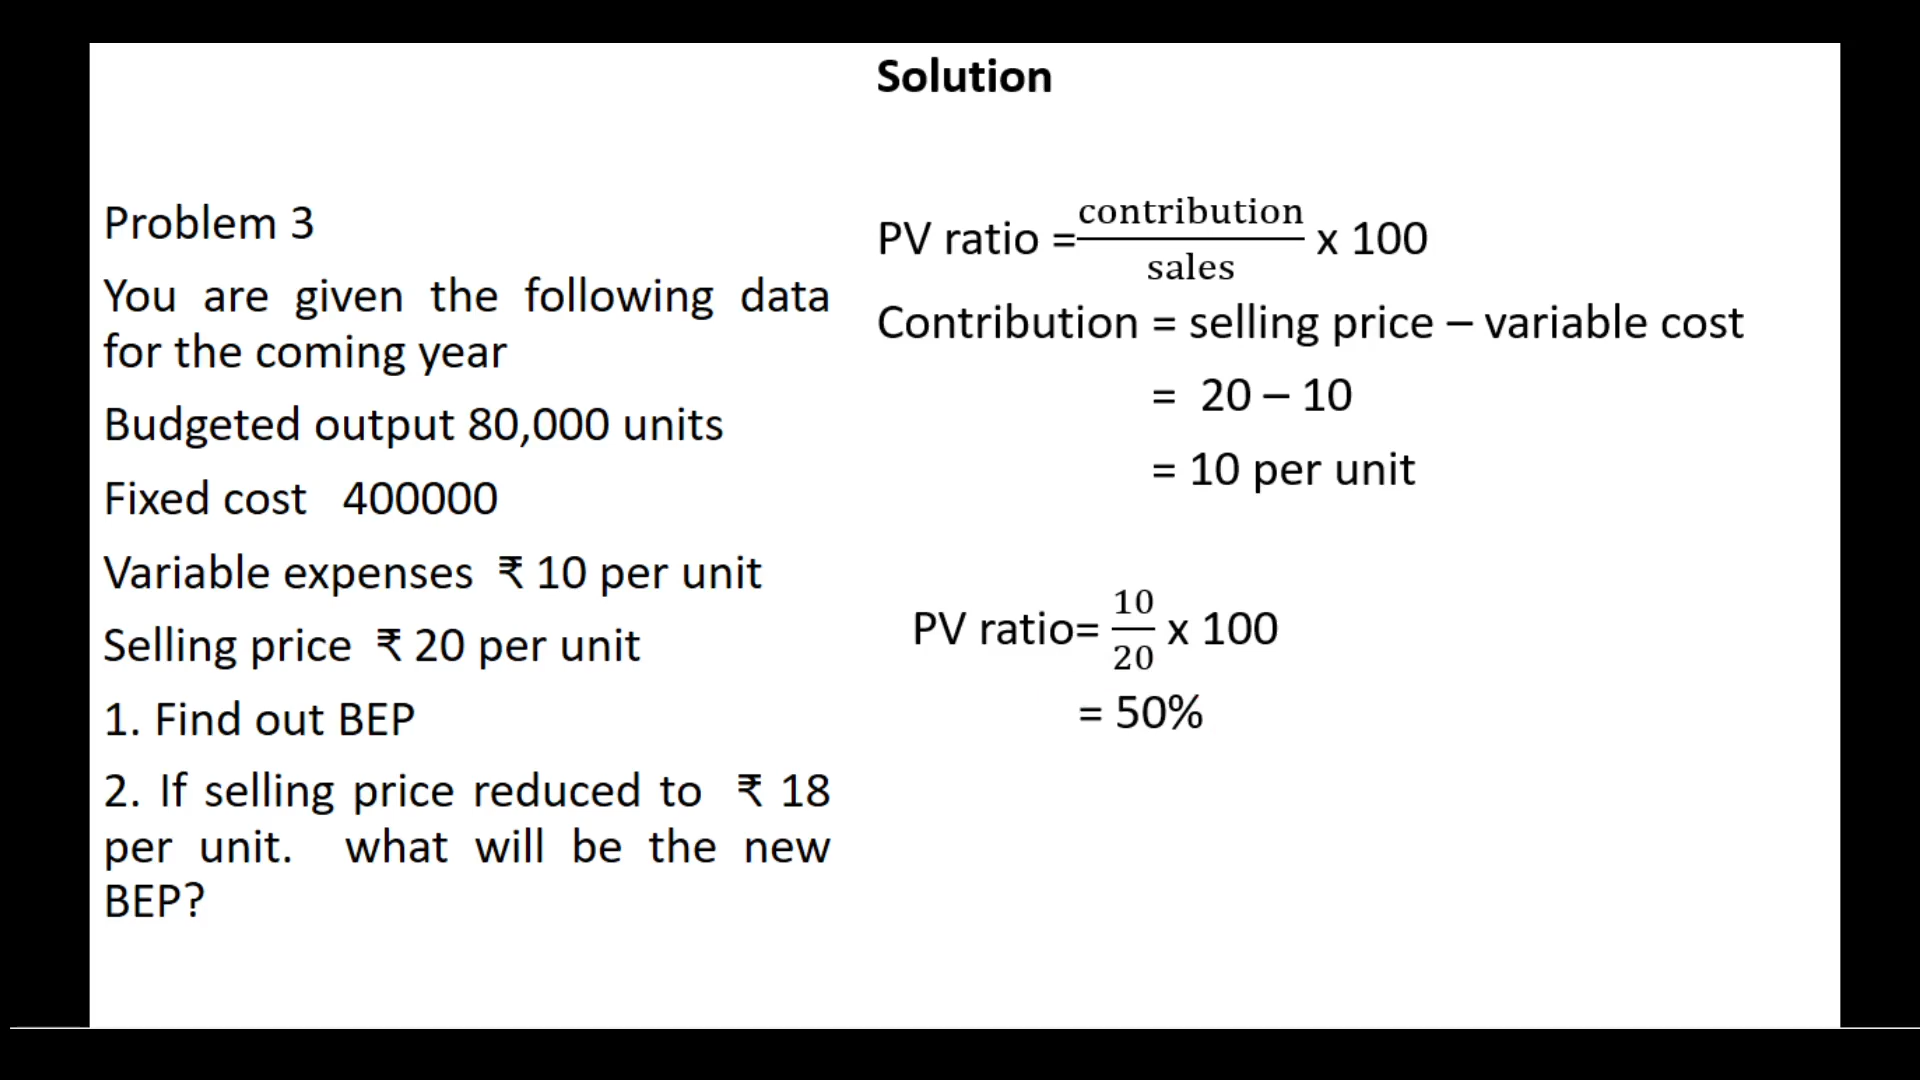 Solution
Problem 3
You are given the following data
for the coming year
Budgeted output 80,000 units
Fixed cost 400000
Variable expenses ₹ 10 per unit
Selling price ₹ 20 per unit
1. Find out BEP
2. If selling price reduced to ₹ 18
per unit. what will be the new
BEP?
PV ratio = contribution/sales x 100
Contribution = selling price – variable cost
= 20 – 10
= 10 per unit
PV ratio= 10/20 x 100
= 50%